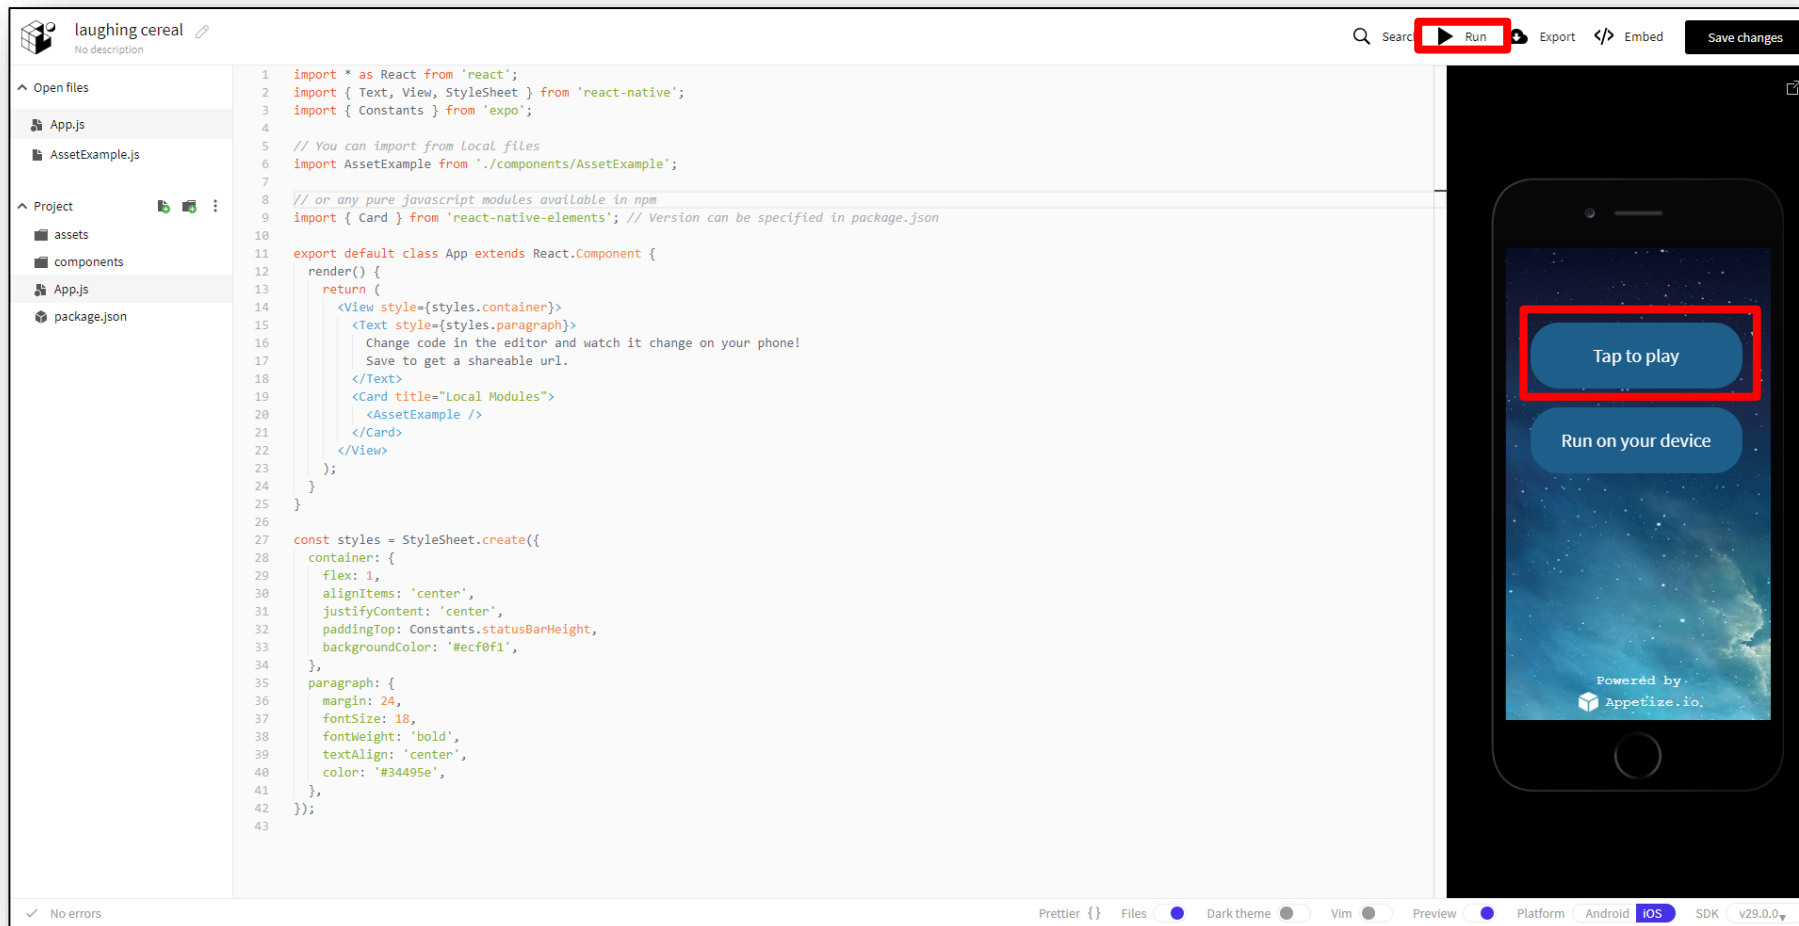 laughing cereal
No description
Search
Run
Export
</> Embed
Save changes
Open files
App.js
AssetExample.js
Project
assets
components
App.js
package.json
1 import * as React from 'react';
2 import { Text, View, StyleSheet } from 'react-native';
3 import { Constants } from 'expo';
4
5 // You can import from local files
6 import AssetExample from './components/AssetExample';
7
8 // or any pure javascript modules available in npm
9 import { Card } from 'react-native-elements'; // Version can be specified in package.json
10
11 export default class App extends React.Component {
12   render() {
13     return (
14       <View style={styles.container}>
15         <Text style={styles.paragraph}>
16           Change code in the editor and watch it change on your phone!
17           Save to get a shareable url.
18         </Text>
19         <Card title="Local Modules">
20           <AssetExample />
21         </Card>
22       </View>
23     );
24   }
25 }
26
27 const styles = StyleSheet.create({
28   container: {
29     flex: 1,
30     alignItems: 'center',
31     justifyContent: 'center',
32     paddingTop: Constants.statusBarHeight,
33     backgroundColor: '#ecf0f1',
34   },
35   paragraph: {
36     margin: 24,
37     fontSize: 18,
38     fontWeight: 'bold',
39     textAlign: 'center',
40     color: '#34495e',
41   },
42 });
43
Tap to play
Run on your device
Powered by
Appetize.io
No errors
Prettier {} Files Dark theme Vim Preview Platform Android iOS SDK v29.0.0